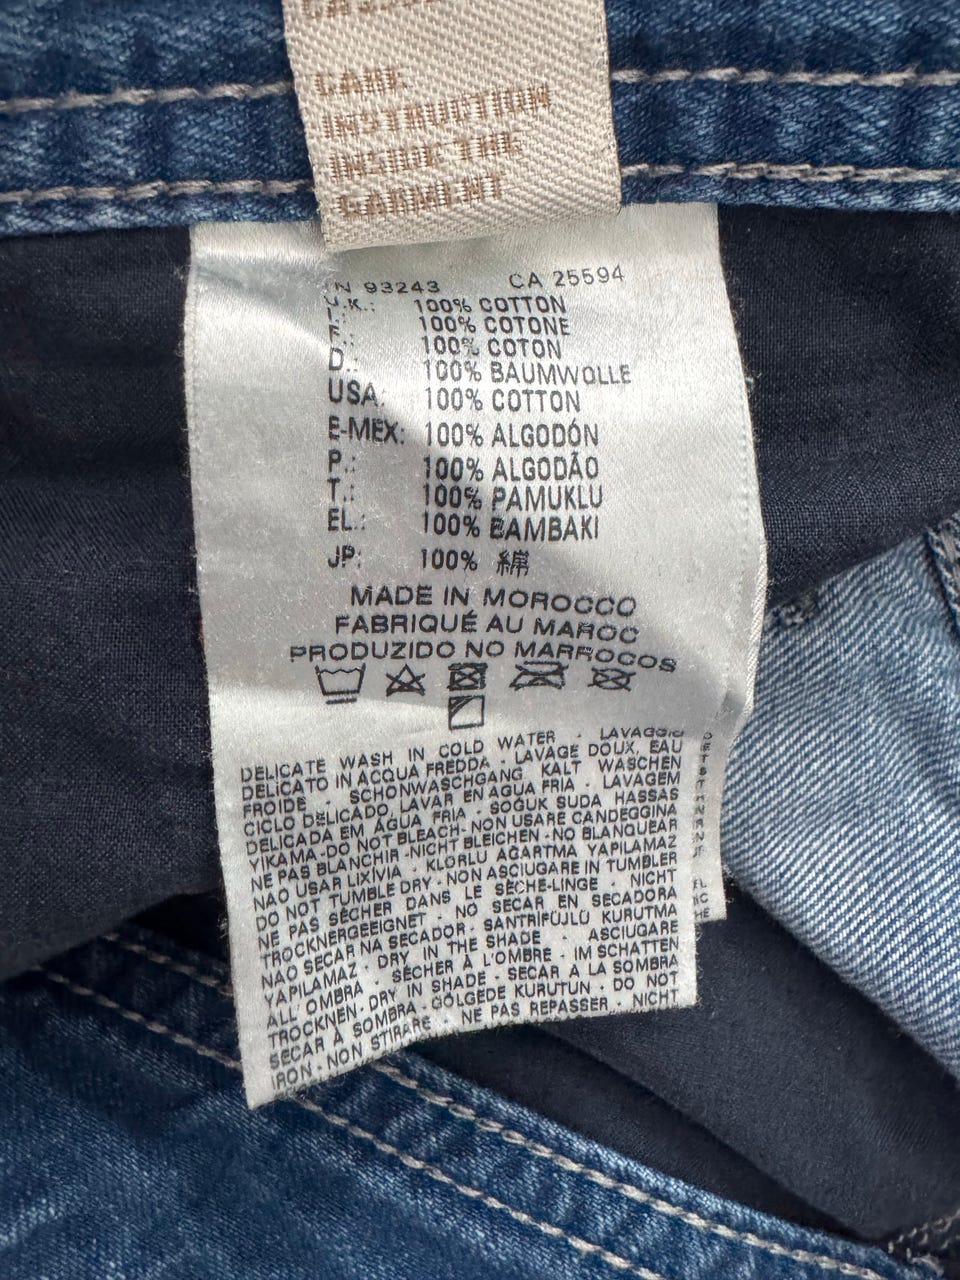 CARE
INSTRUCTION
INSIDE THE
GARMENT
N 93243 CA 25594
U.K.: 100% COTTON
100% COTONE
F.: 100% COTON
D.: 100% BAUMWOLLE
USA: 100% COTTON
E-MEX: 100% ALGODÓN
P.: 100% ALGODÃO
T.: 100% PAMUKLU
EL.: 100% BAMBAKI
JP: 100% 綿
MADE IN MOROCCO
FABRIQUÉ AU MAROC
PRODUZIDO NO MARROCOS
DELICATE WASH IN COLD WATER - LAVAGGIO
DELICATO IN ACQUA FREDDA - LAVAGE DOUX, EAU
FROIDE - SCHONWASCHGANG KALT WASCHEN
CICLO DELICADO, LAVAR EN AGUA FRIA - LAVAGEM
DELICADA EM ÁGUA FRIA - SOĞUK SUDA HASSAS
YIKAMA-DO NOT BLEACH-NON USARE CANDEGGINA
NE PAS BLANCHIR-NICHT BLEICHEN-NO BLANQUEAR
NAO USAR LIXÍVIA - KLORLU AGARTMA YAPILAMAZ
DO NOT TUMBLE DRY - NON ASCIUGARE IN TUMBLER
NE PAS SÉCHER DANS LE SÈCHE-LINGE - NICHT
TROCKNERGEEIGNET - NO SECAR EN SECADORA
NAO SECAR NA SECADOR - SANTRIFÜJLÜ KURUTMA
YAPILAMAZ - DRY IN THE SHADE - ASCIUGARE
ALL'OMBRA - SÉCHER À L'OMBRE - IM SCHATTEN
TROCKNEN-DRY IN SHADE - SECAR A LA SOMBRA
SECAR À SOMBRA - GÖLGEDE KURUTUN - DO NOT
IRON - NON STIRARE - NE PAS REPASSER - NICHT